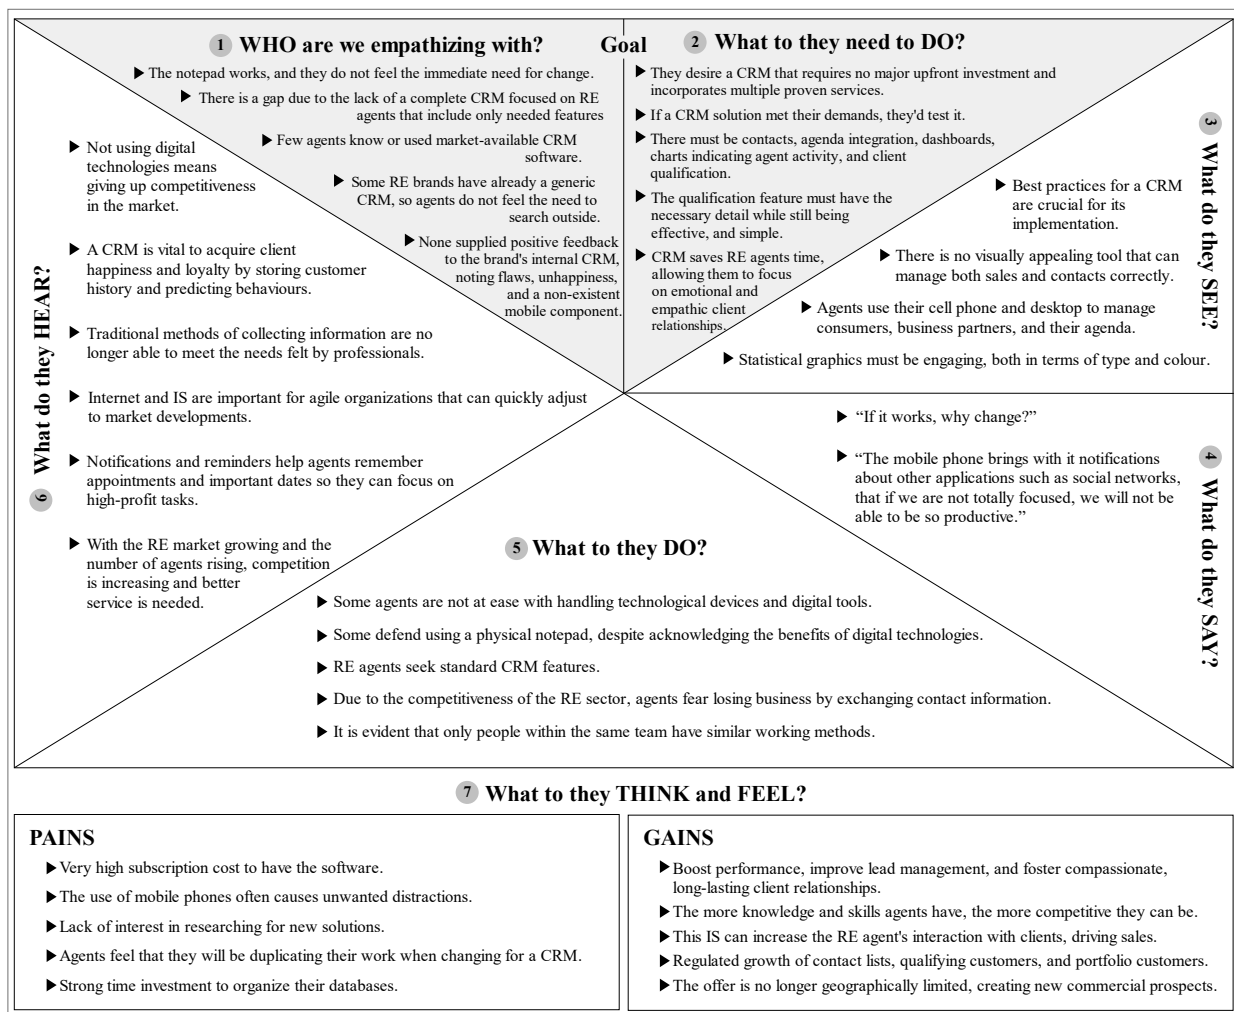 1 WHO are we empathizing with?
Goal
2 What to they need to DO?
▶ The notepad works, and they do not feel the immediate need for change.
▶ There is a gap due to the lack of a complete CRM focused on RE
agents that include only needed features
▶ Few agents know or used market-available CRM
software.
▶ Some RE brands have already a generic
CRM, so agents do not feel the need to
search outside.
▶ None supplied positive feedback
to the brand's internal CRM,
noting flaws, unhappiness,
and a non-existent
mobile component.
▶ They desire a CRM that requires no major upfront investment and
incorporates multiple proven services.
▶ If a CRM solution met their demands, they'd test it.
▶ There must be contacts, agenda integration, dashboards,
charts indicating agent activity, and client
qualification.
▶ The qualification feature must have the
necessary detail while still being
effective, and simple.
▶ CRM saves RE agents time,
allowing them to focus
on emotional and
empathic client
relationships.
3 What do they SEE?
▶ Best practices for a CRM
are crucial for its
implementation.
▶ There is no visually appealing tool that can
manage both sales and contacts correctly.
▶ Agents use their cell phone and desktop to manage
consumers, business partners, and their agenda.
▶ Statistical graphics must be engaging, both in terms of type and colour.
4 What do they SAY?
▶ “If it works, why change?”
▶ “The mobile phone brings with it notifications
about other applications such as social networks,
that if we are not totally focused, we will not be
able to be so productive.”
5 What to they DO?
▶ Some agents are not at ease with handling technological devices and digital tools.
▶ Some defend using a physical notepad, despite acknowledging the benefits of digital technologies.
▶ RE agents seek standard CRM features.
▶ Due to the competitiveness of the RE sector, agents fear losing business by exchanging contact information.
▶ It is evident that only people within the same team have similar working methods.
6 What do they HEAR?
▶ Not using digital
technologies means
giving up competitiveness
in the market.
▶ A CRM is vital to acquire client
happiness and loyalty by storing customer
history and predicting behaviours.
▶ Traditional methods of collecting information are no
longer able to meet the needs felt by professionals.
▶ Internet and IS are important for agile organizations that can quickly adjust
to market developments.
▶ Notifications and reminders help agents remember
appointments and important dates so they can focus on
high-profit tasks.
▶ With the RE market growing and the
number of agents rising, competition
is increasing and better
service is needed.
7 What to they THINK and FEEL?
PAINS
▶ Very high subscription cost to have the software.
▶ The use of mobile phones often causes unwanted distractions.
▶ Lack of interest in researching for new solutions.
▶ Agents feel that they will be duplicating their work when changing for a CRM.
▶ Strong time investment to organize their databases.
GAINS
▶ Boost performance, improve lead management, and foster compassionate,
long-lasting client relationships.
▶ The more knowledge and skills agents have, the more competitive they can be.
▶ This IS can increase the RE agent's interaction with clients, driving sales.
▶ Regulated growth of contact lists, qualifying customers, and portfolio customers.
▶ The offer is no longer geographically limited, creating new commercial prospects.